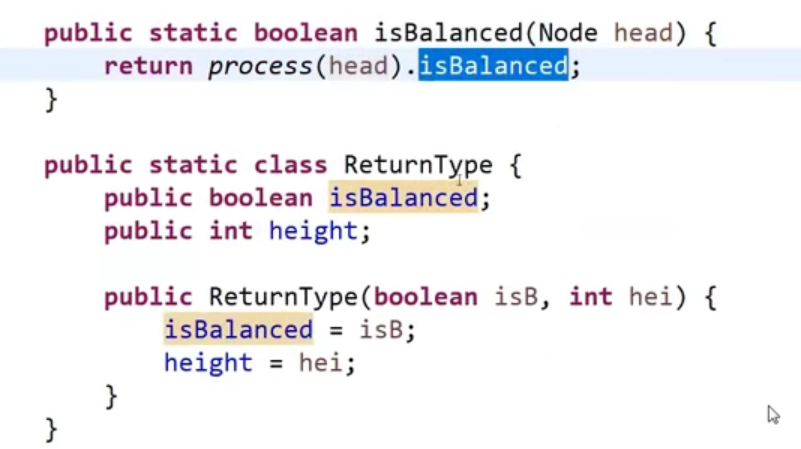 public static boolean isBalanced(Node head) {
return process(head).isBalanced;
}
public static class ReturnType {
public boolean isBalanced;
public int height;
public ReturnType(boolean isB, int hei) {
isBalanced = isB;
height = hei;
}
}